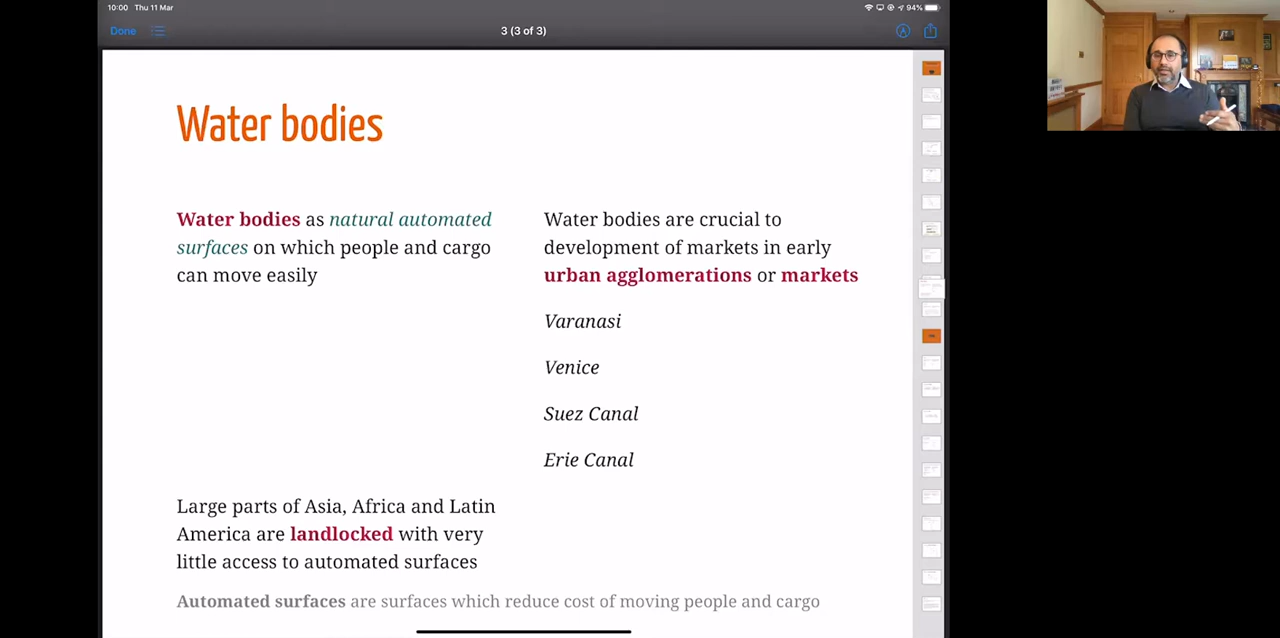 10:00 Thu 11 Mar
94%
Done
3 (3 of 3)
Water bodies
Water bodies as natural automated
surfaces on which people and cargo
can move easily
Water bodies are crucial to
development of markets in early
urban agglomerations or markets
Varanasi
Venice
Suez Canal
Erie Canal
Large parts of Asia, Africa and Latin
America are landlocked with very
little access to automated surfaces
Automated surfaces are surfaces which reduce cost of moving people and cargo